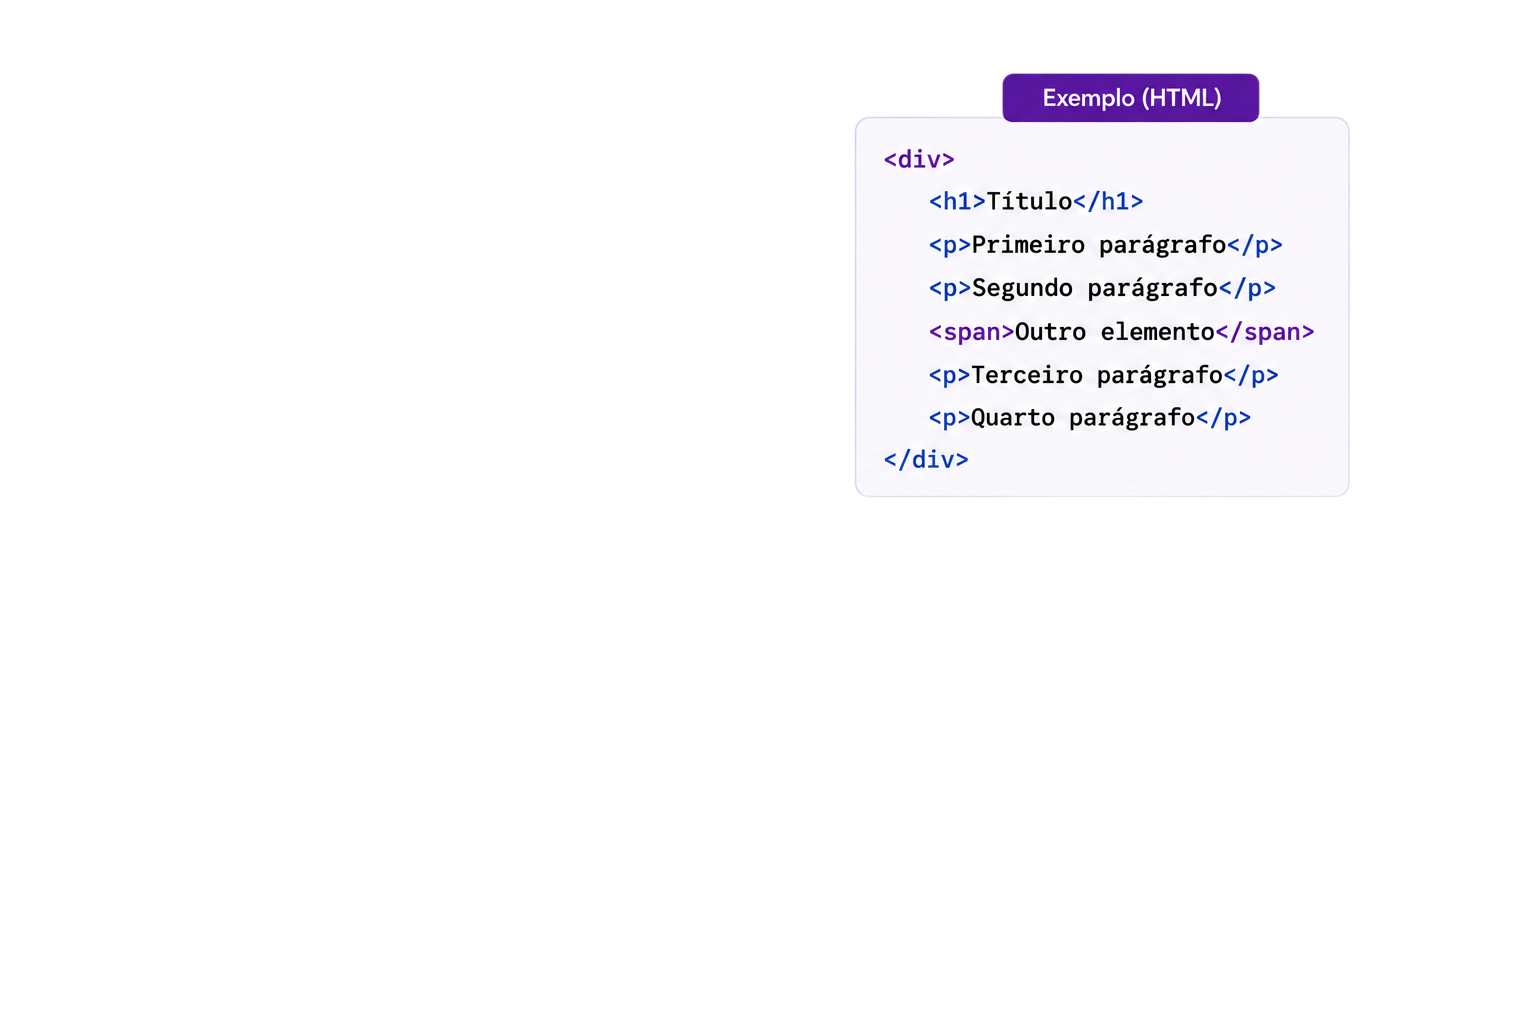 Exemplo (HTML)
<div>
<h1>Título</h1>
<p>Primeiro parágrafo</p>
<p>Segundo parágrafo</p>
<span>Outro elemento</span>
<p>Terceiro parágrafo</p>
<p>Quarto parágrafo</p>
</div>